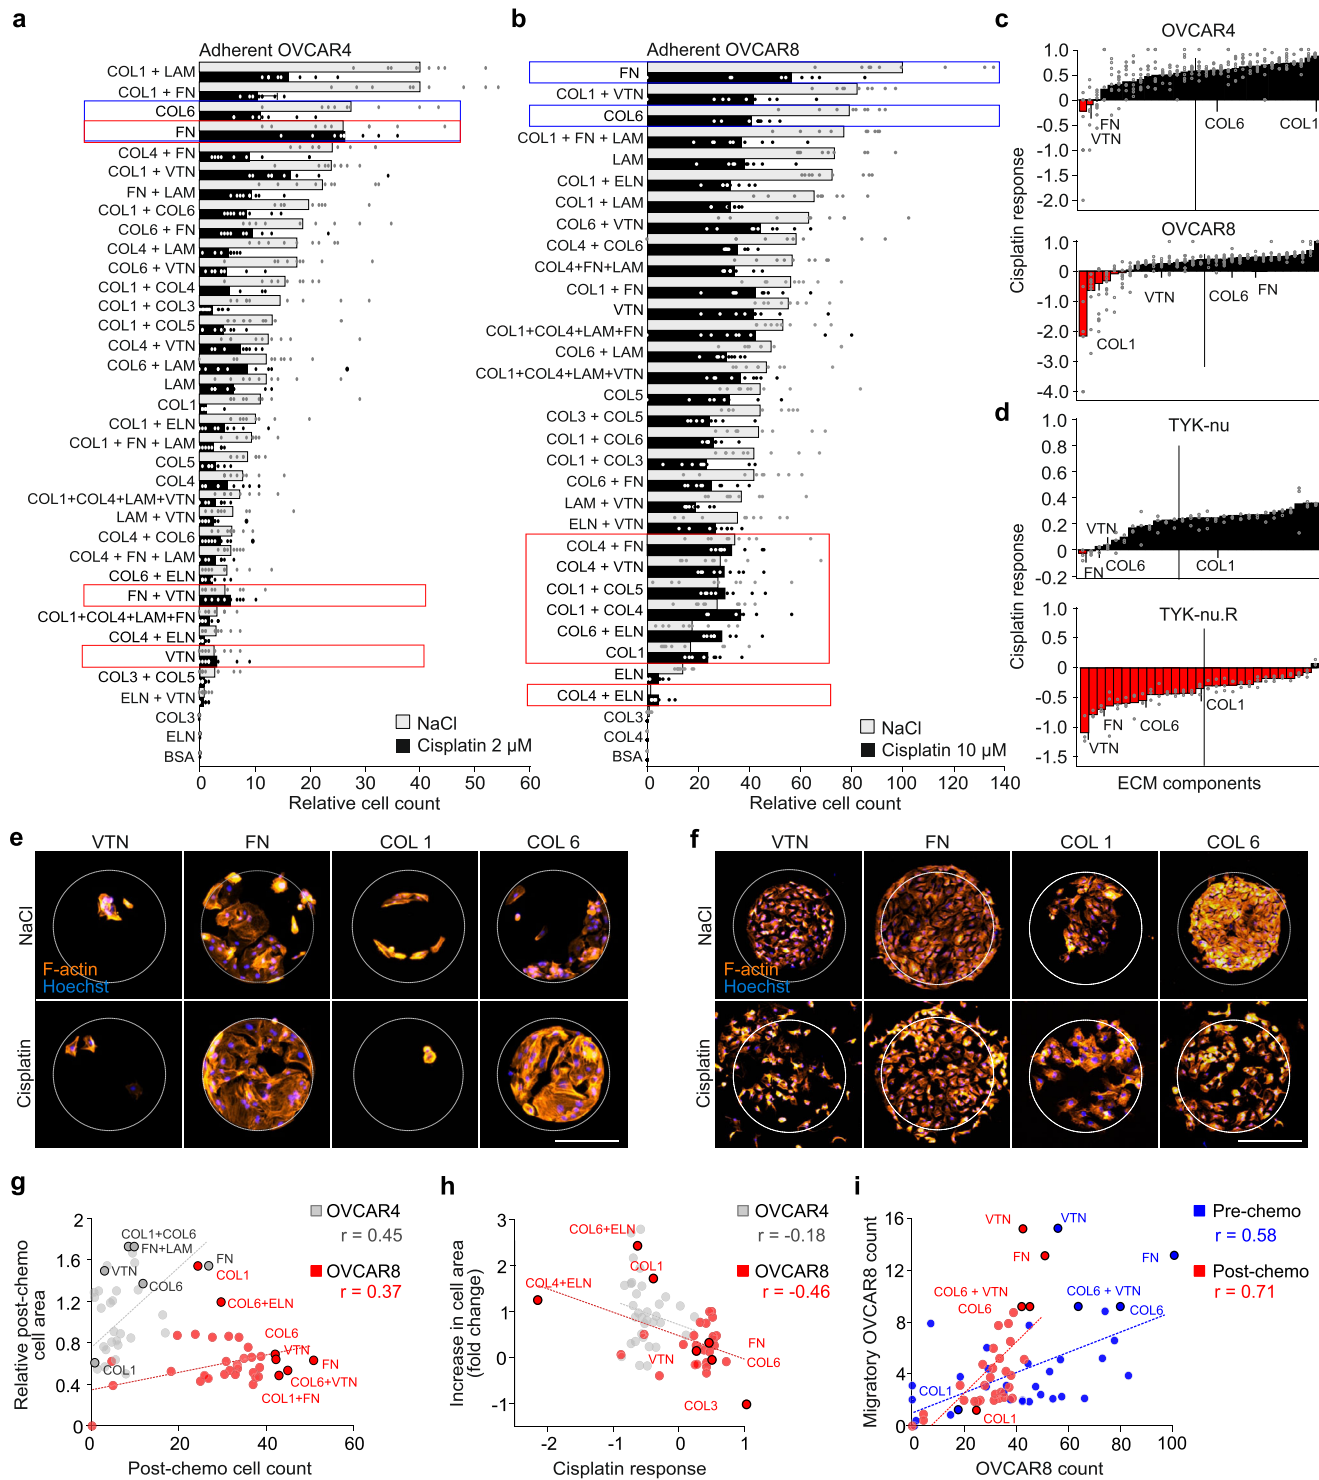 a
Adherent OVCAR4
COL1 + LAM
COL1 + FN
COL6
FN
COL4 + FN
COL1 + VTN
FN + LAM
COL1 + COL6
COL6 + FN
COL4 + LAM
COL6 + VTN
COL1 + COL4
COL1 + COL3
COL1 + COL5
COL4 + VTN
COL6 + LAM
LAM
COL1
COL1 + ELN
COL1 + FN + LAM
COL5
COL4
COL1+COL4+LAM+VTN
LAM + VTN
COL4 + COL6
COL4 + FN + LAM
COL6 + ELN
FN + VTN
COL1+COL4+LAM+FN
COL4 + ELN
VTN
COL3 + COL5
ELN + VTN
COL3
ELN
BSA
NaCl
Cisplatin 2 µM
0 10 20 30 40 50 60
Relative cell count
b
Adherent OVCAR8
FN
COL1 + VTN
COL6
COL1 + FN + LAM
LAM
COL1 + ELN
COL1 + LAM
COL6 + VTN
COL4 + COL6
COL4+FN+LAM
COL1 + FN
VTN
COL1+COL4+LAM+FN
COL6 + LAM
COL1+COL4+LAM+VTN
COL5
COL3 + COL5
COL1 + COL6
COL1 + COL3
COL6 + FN
LAM + VTN
ELN + VTN
COL4 + FN
COL4 + VTN
COL1 + COL5
COL1 + COL4
COL6 + ELN
COL1
ELN
COL4 + ELN
COL3
COL4
BSA
NaCl
Cisplatin 10 µM
0 20 40 60 80 100 120 140
Relative cell count
c
OVCAR4
1.0
0.5
0
-0.5
-1.0
-1.5
-2.0
FN
VTN
COL6
COL1
Cisplatin response
OVCAR8
1.0
0
-1.0
-2.0
-3.0
-4.0
COL1
VTN
COL6
FN
d
TYK-nu
1.0
0.8
0.6
0.4
0.2
0
-0.2
VTN
FN
COL6
COL1
Cisplatin response
TYK-nu.R
1.0
0.5
0
-0.5
-1.0
-1.5
VTN
FN
COL6
COL1
ECM components
e
VTN FN COL 1 COL 6
NaCl
F-actin
Hoechst
Cisplatin
f
VTN FN COL 1 COL 6
NaCl
F-actin
Hoechst
Cisplatin
g
Relative post-chemo
cell area
2
1.6
1.2
0.8
0.4
0
0 20 40 60
Post-chemo cell count
OVCAR4
r = 0.45
OVCAR8
r = 0.37
COL1+COL6
FN+LAM
VTN
COL6
FN
COL1
COL6+ELN
COL1
COL6
VTN
FN
COL6+VTN
COL1+FN
h
Increase in cell area
(fold change)
3
2
1
0
-1
-2 -1 0 1
Cisplatin response
OVCAR4
r = -0.18
OVCAR8
r = -0.46
COL6+ELN
COL1
COL4+ELN
FN
VTN
COL6
COL3
i
Migratory OVCAR8 count
16
12
8
4
0
0 20 40 60 80 100
OVCAR8 count
Pre-chemo
r = 0.58
Post-chemo
r = 0.71
VTN
VTN
FN
FN
COL6 + VTN
COL6 + VTN
COL6
COL6
COL1
COL1